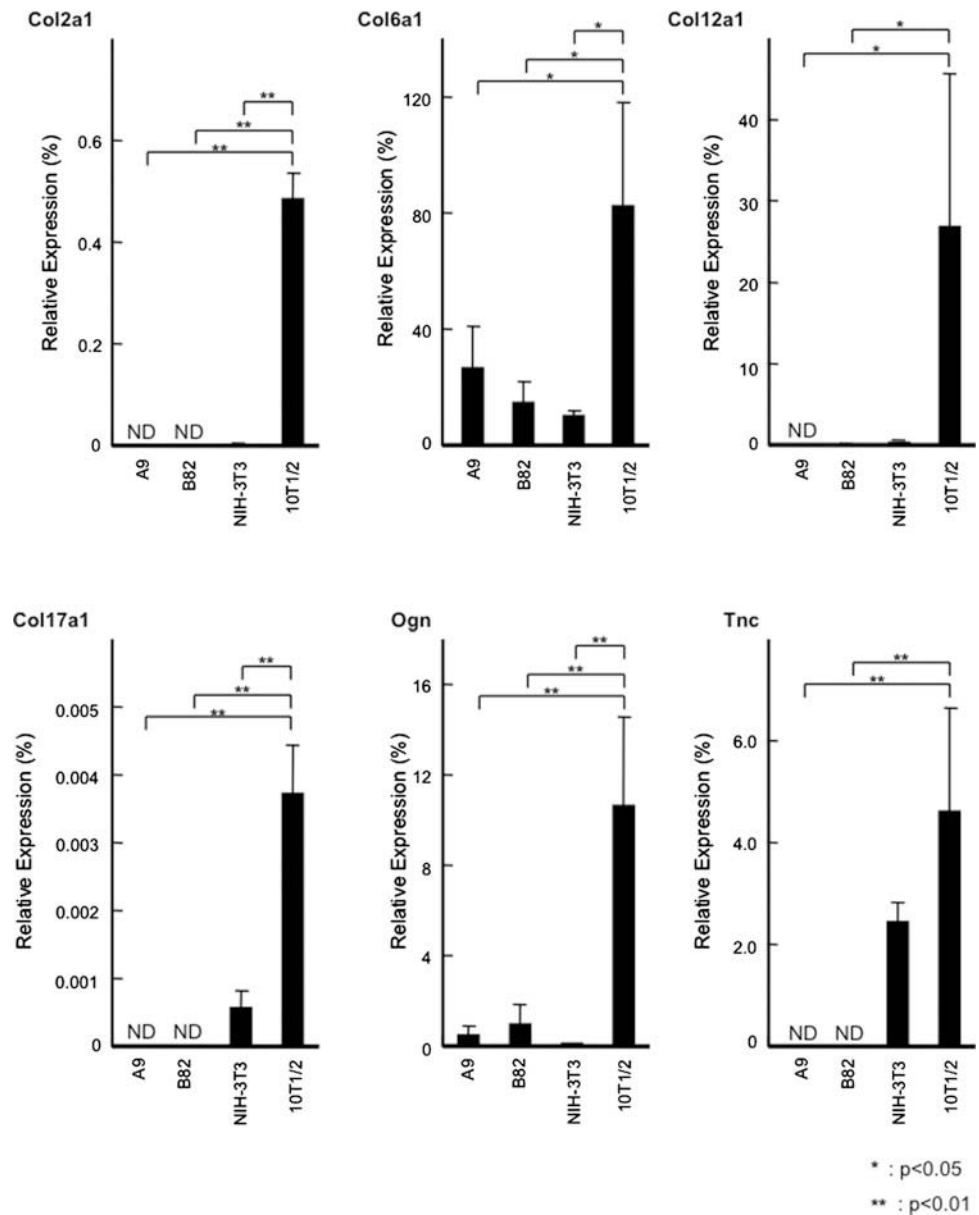 Col2a1
Relative Expression (%)
0.6
0.4
0.2
0
**
**
**
ND
ND
A9
B82
NIH-3T3
10T1/2
Col6a1
Relative Expression (%)
120
80
40
0
*
*
*
A9
B82
NIH-3T3
10T1/2
Col12a1
Relative Expression (%)
40
30
20
10
0
*
*
ND
A9
B82
NIH-3T3
10T1/2
Col17a1
Relative Expression (%)
0.005
0.004
0.003
0.002
0.001
0
**
**
**
ND
ND
A9
B82
NIH-3T3
10T1/2
Ogn
Relative Expression (%)
16
12
8
4
0
**
**
**
A9
B82
NIH-3T3
10T1/2
Tnc
Relative Expression (%)
6.0
4.0
2.0
0
**
**
ND
ND
A9
B82
NIH-3T3
10T1/2
* : p<0.05
** : p<0.01